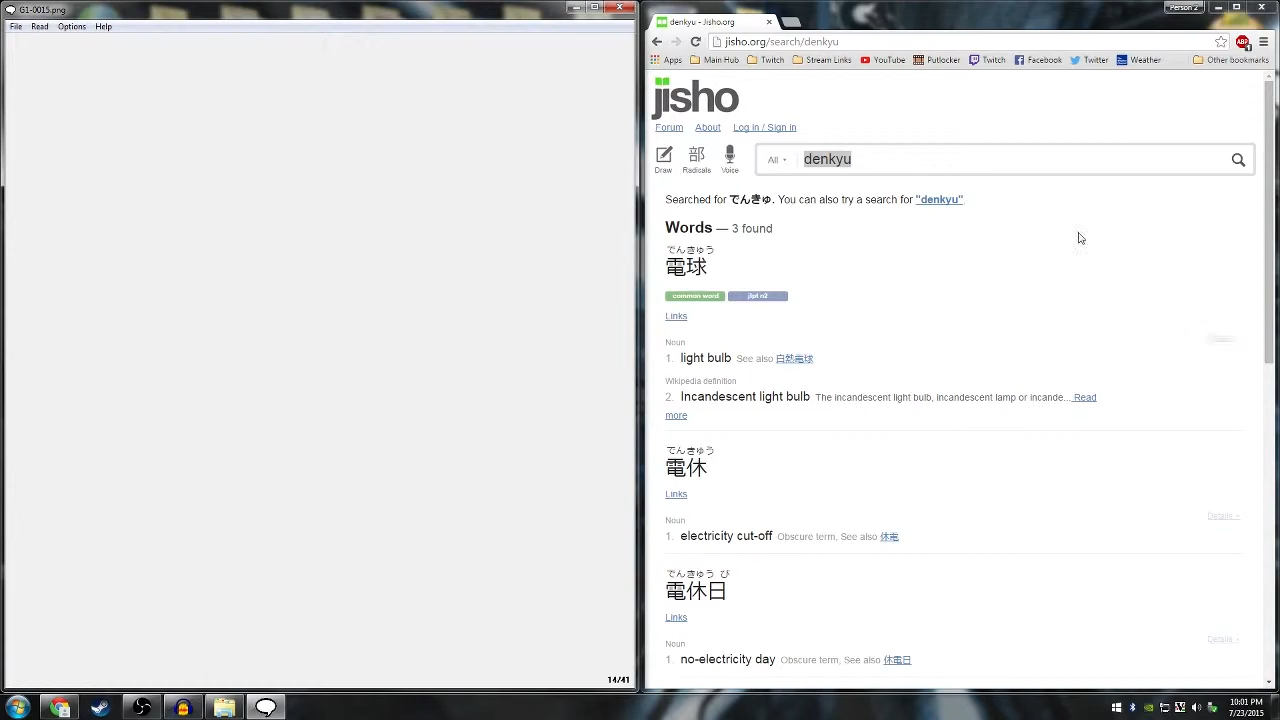 G1-0015.png
File Read Options Help
14/41
denkyu - Jisho.org
Person 2
jisho.org/search/denkyu
ABP
Apps Main Hub Twitch Stream Links YouTube Putlocker Twitch Facebook Twitter Weather Other bookmarks
jisho
Forum About Log in / Sign in
Draw 部 Radicals Voice All denkyu
Searched for でんきゅ. You can also try a search for "denkyu".
Words — 3 found
でんきゅう
電球
common word jlpt n2
Links
Noun
1. light bulb See also 白熱電球
Wikipedia definition
2. Incandescent light bulb The incandescent light bulb, incandescent lamp or incande... Read
more
でんきゅう
電休
Links
Details
Noun
1. electricity cut-off Obscure term, See also 休電
でんきゅう び
電休日
Links
Details
Noun
1. no-electricity day Obscure term, See also 休電日
10:01 PM
7/23/2015